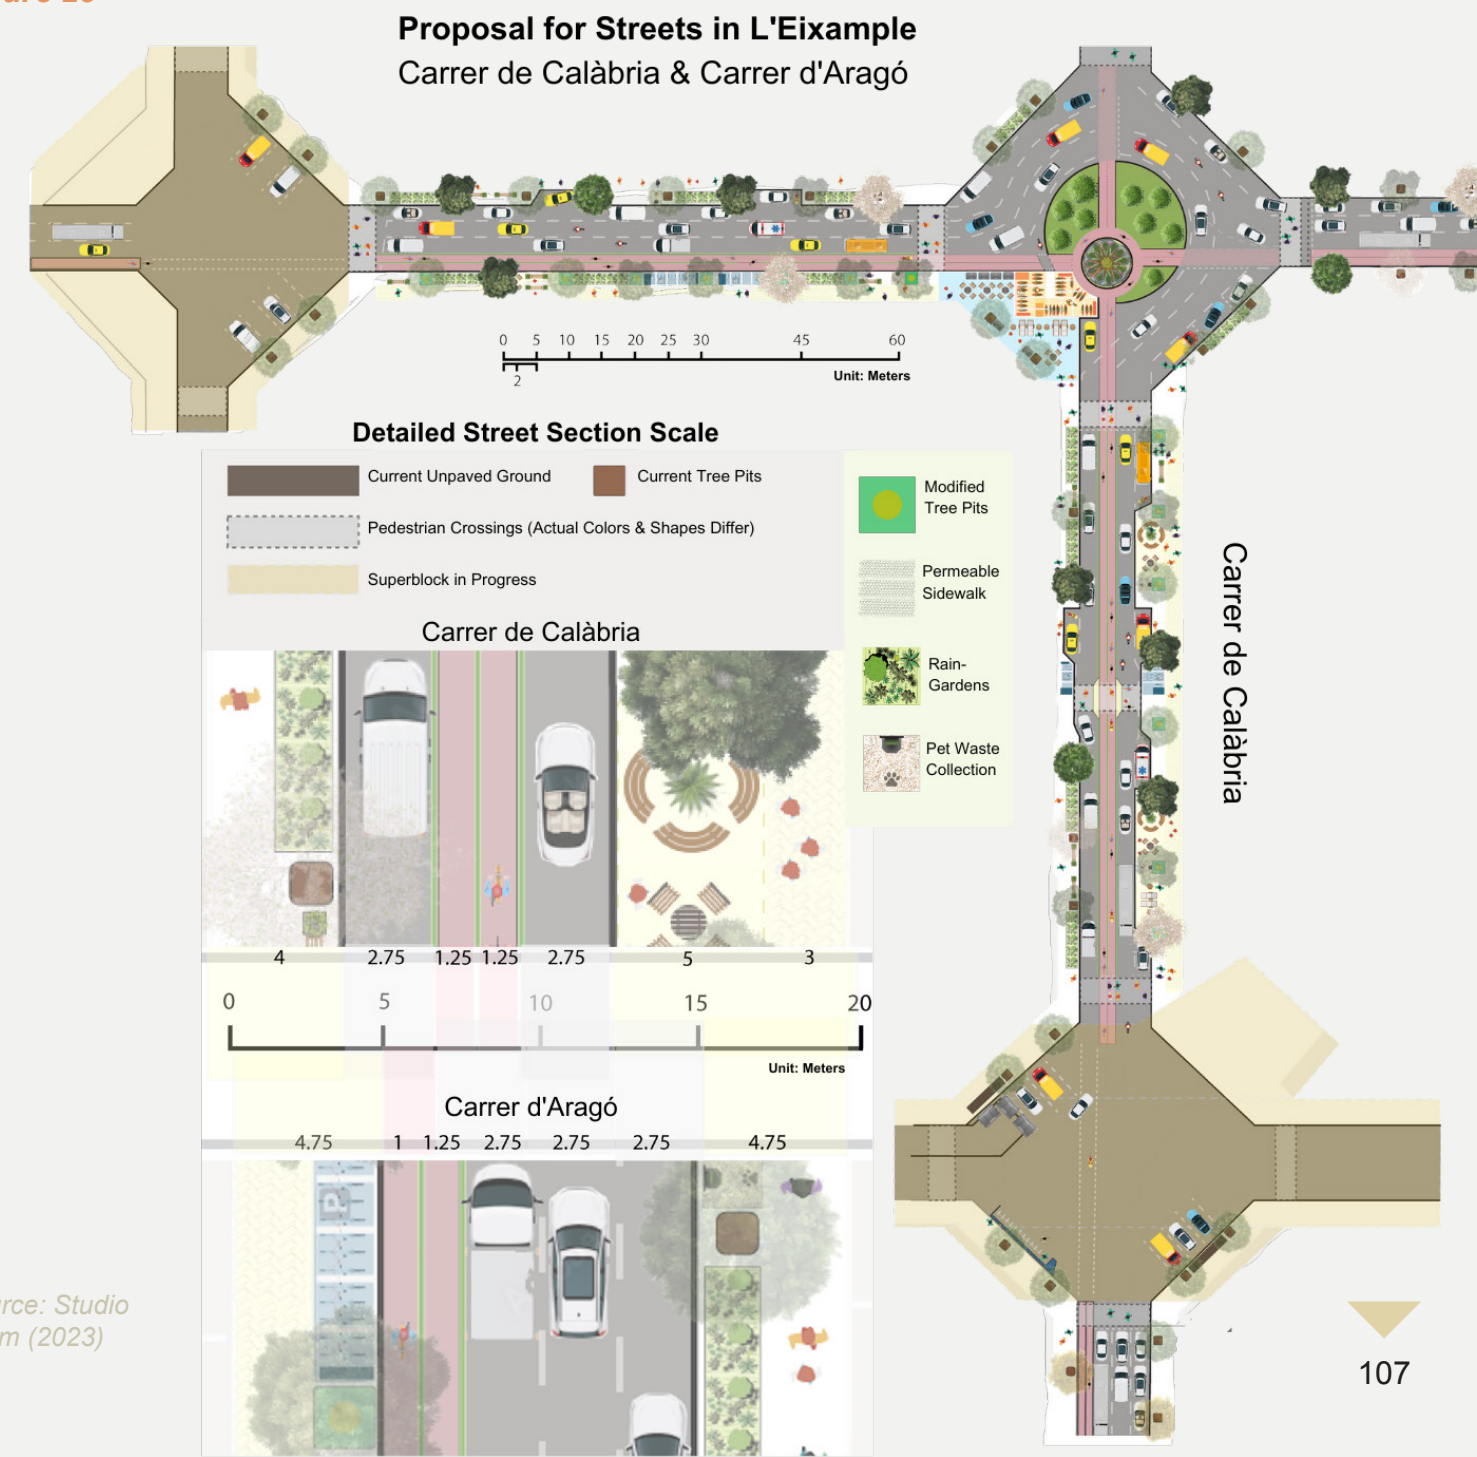 Proposal for Streets in L'Eixample
Carrer de Calàbria & Carrer d'Aragó
0 5 10 15 20 25 30 45 60
2
Unit: Meters
Detailed Street Section Scale
Current Unpaved Ground
Current Tree Pits
Pedestrian Crossings (Actual Colors & Shapes Differ)
Superblock in Progress
Modified
Tree Pits
Permeable
Sidewalk
Rain-
Gardens
Pet Waste
Collection
Carrer de Calàbria
Carrer de Calàbria
4 2.75 1.25 1.25 2.75 5 3
0 5 10 15 20
Unit: Meters
Carrer d'Aragó
4.75 1 1.25 2.75 2.75 2.75 4.75
P
Studio
(2023)
107